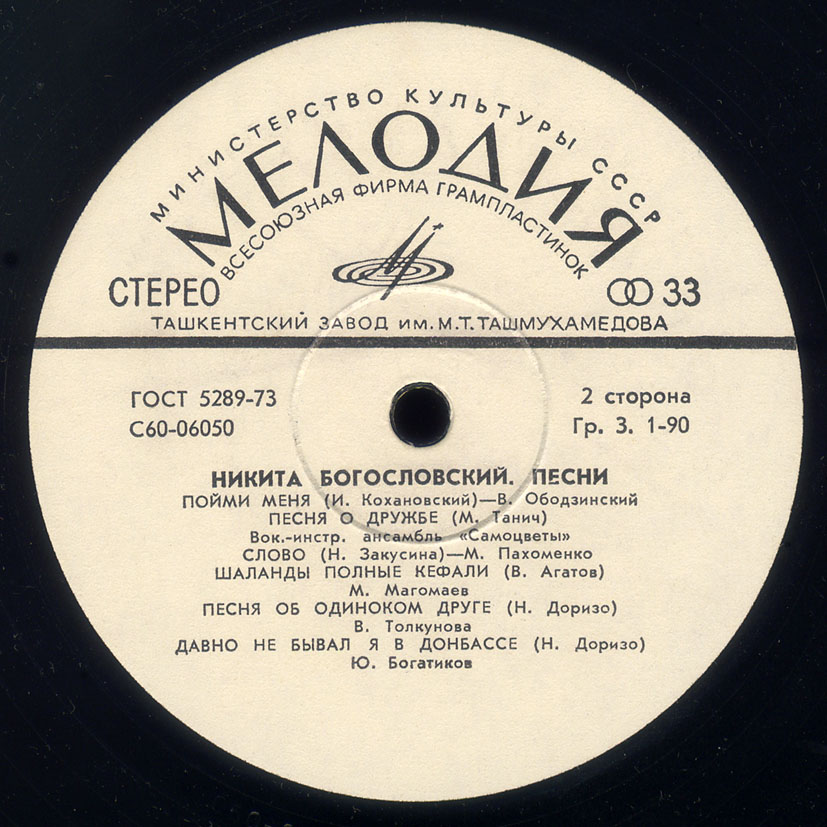 МИНИСТЕРСТВО КУЛЬТУРЫ СССР
МЕЛОДИЯ
ВСЕСОЮЗНАЯ ФИРМА ГРАМПЛАСТИНОК
СТЕРЕО
33
ТАШКЕНТСКИЙ ЗАВОД ИМ. М.Т. ТАШМУХАМЕДОВА
ГОСТ 5289-73
2 сторона
С60-06050
Гр. 3. 1-90
НИКИТА БОГОСЛОВСКИЙ. ПЕСНИ
ПОЙМИ МЕНЯ (И. Кохановский)—В. Ободзинский
ПЕСНЯ О ДРУЖБЕ (М. Танич)
Вок.-инстр. ансамбль «Самоцветы»
СЛОВО (Н. Закусина)—М. Пахоменко
ШАЛАНДЫ ПОЛНЫЕ КЕФАЛИ (В. Агатов)
М. Магомаев
ПЕСНЯ ОБ ОДИНОКОМ ДРУГЕ (Н. Доризо)
В. Толкунова
ДАВНО НЕ БЫВАЛ Я В ДОНБАССЕ (Н. Доризо)
Ю. Богатиков